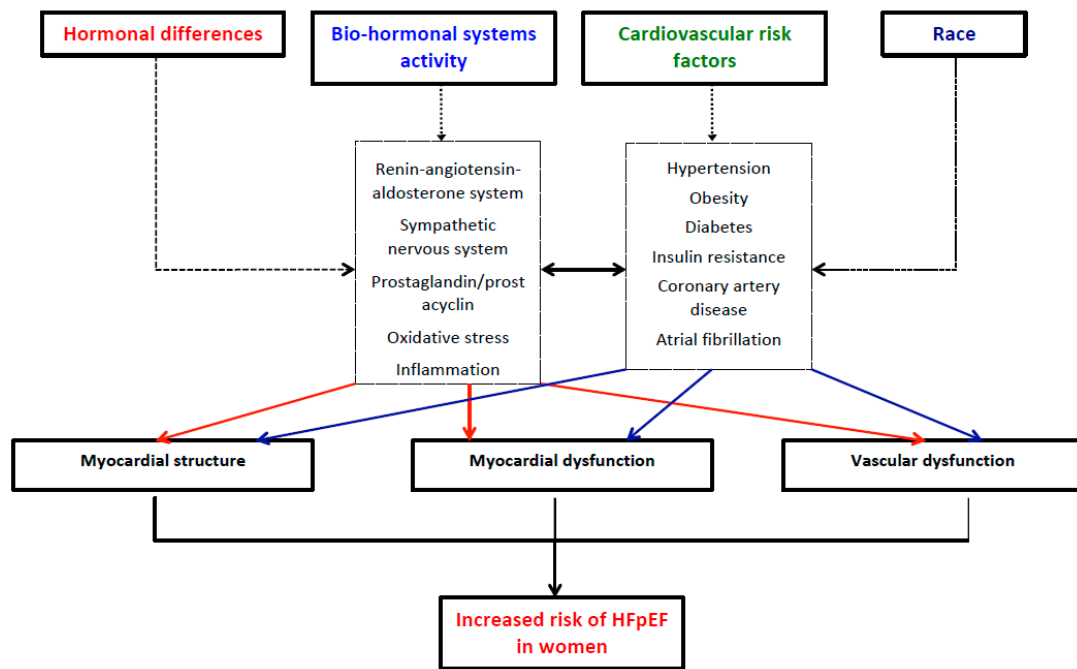 Hormonal differences
Bio-hormonal systems
activity
Cardiovascular risk
factors
Race
Renin-angiotensin-
aldosterone system
Sympathetic
nervous system
Prostaglandin/prost
acyclin
Oxidative stress
Inflammation
Hypertension
Obesity
Diabetes
Insulin resistance
Coronary artery
disease
Atrial fibrillation
Myocardial structure
Myocardial dysfunction
Vascular dysfunction
Increased risk of HFpEF
in women